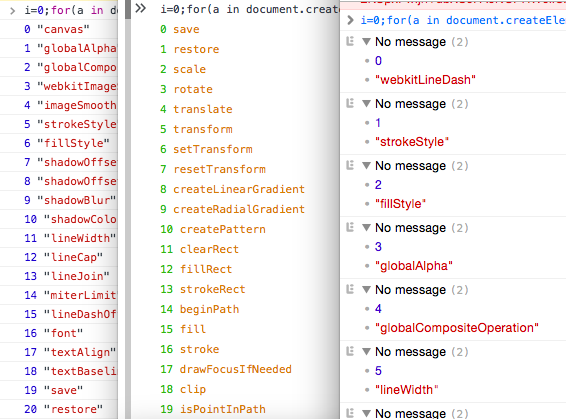 i=0;for(a in d
0 "canvas"
1 "globalAlpha
2 "globalCompo
3 "webkitImage
4 "imageSmooth
5 "strokeStyle
6 "fillStyle"
7 "shadowOffse
8 "shadowOffse
9 "shadowBlur"
10 "shadowColo
11 "lineWidth"
12 "lineCap"
13 "lineJoin"
14 "miterLimit
15 "lineDashOf
16 "font"
17 "textAlign"
18 "textBaselin
19 "save"
20 "restore"
i=0;for(a in document.create
0 save
1 restore
2 scale
3 rotate
4 translate
5 transform
6 setTransform
7 resetTransform
8 createLinearGradient
9 createRadialGradient
10 createPattern
11 clearRect
12 fillRect
13 strokeRect
14 beginPath
15 fill
16 stroke
17 drawFocusIfNeeded
18 clip
19 isPointInPath
i=0;for(a in document.createEle
No message (2)
0
"webkitLineDash"
No message (2)
1
"strokeStyle"
No message (2)
2
"fillStyle"
No message (2)
3
"globalAlpha"
No message (2)
4
"globalCompositeOperation"
No message (2)
5
"lineWidth"
No message (2)